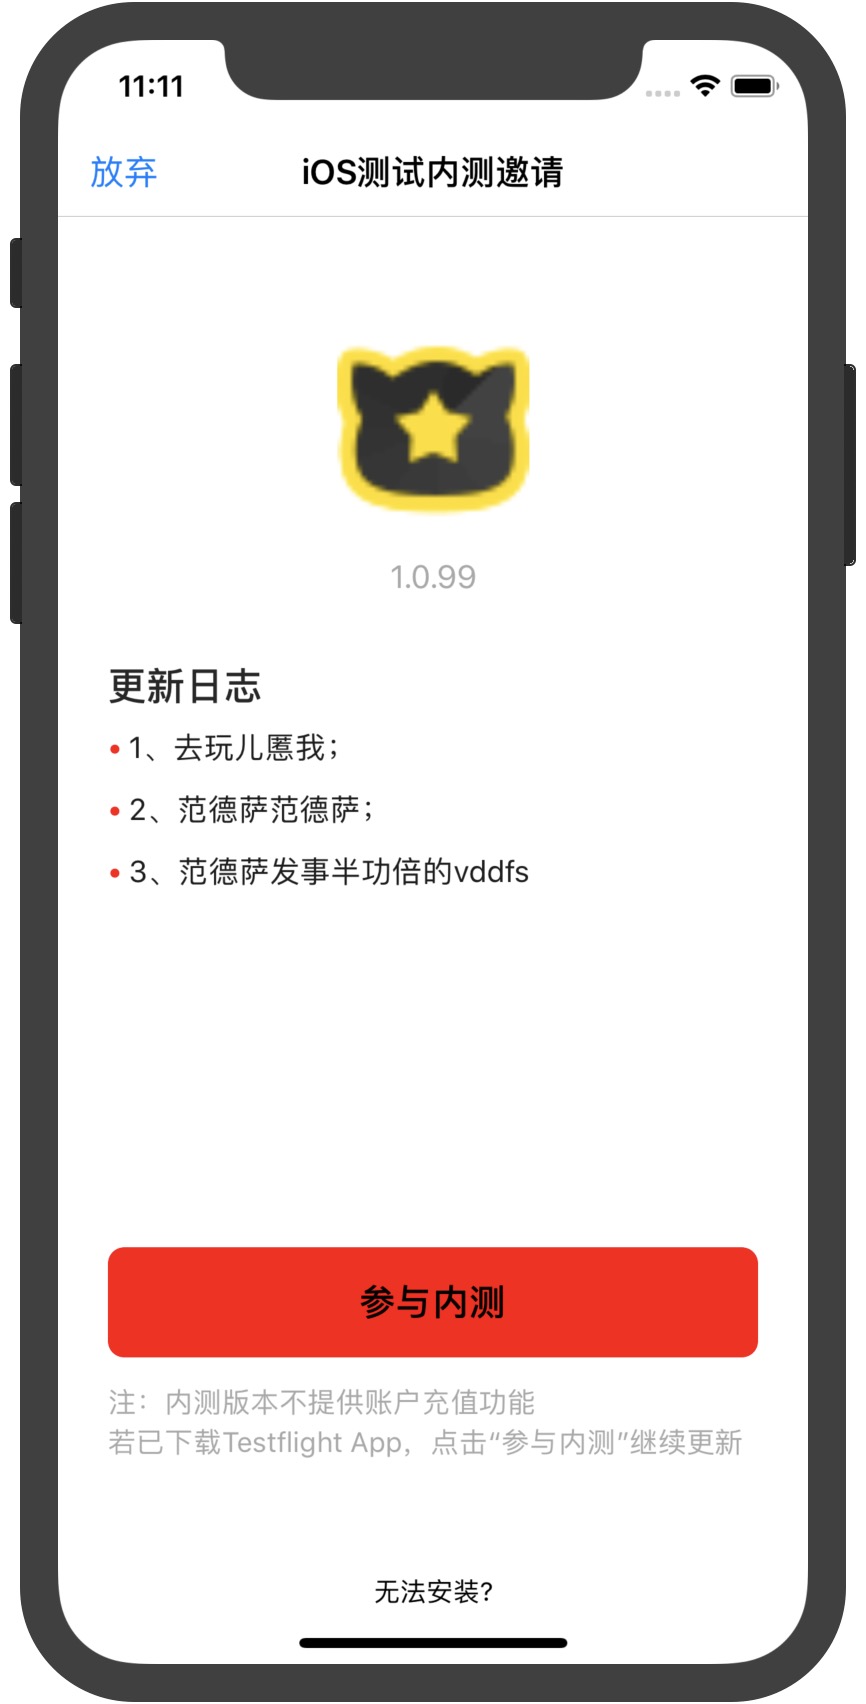 11:11
放弃
iOS测试内测邀请
1.0.99
更新日志
• 1、去玩儿慝我；
• 2、范德萨范德萨；
• 3、范德萨发事半功倍的vddfs
参与内测
注：内测版本不提供账户充值功能
若已下载Testflight App，点击“参与内测”继续更新
无法安装?